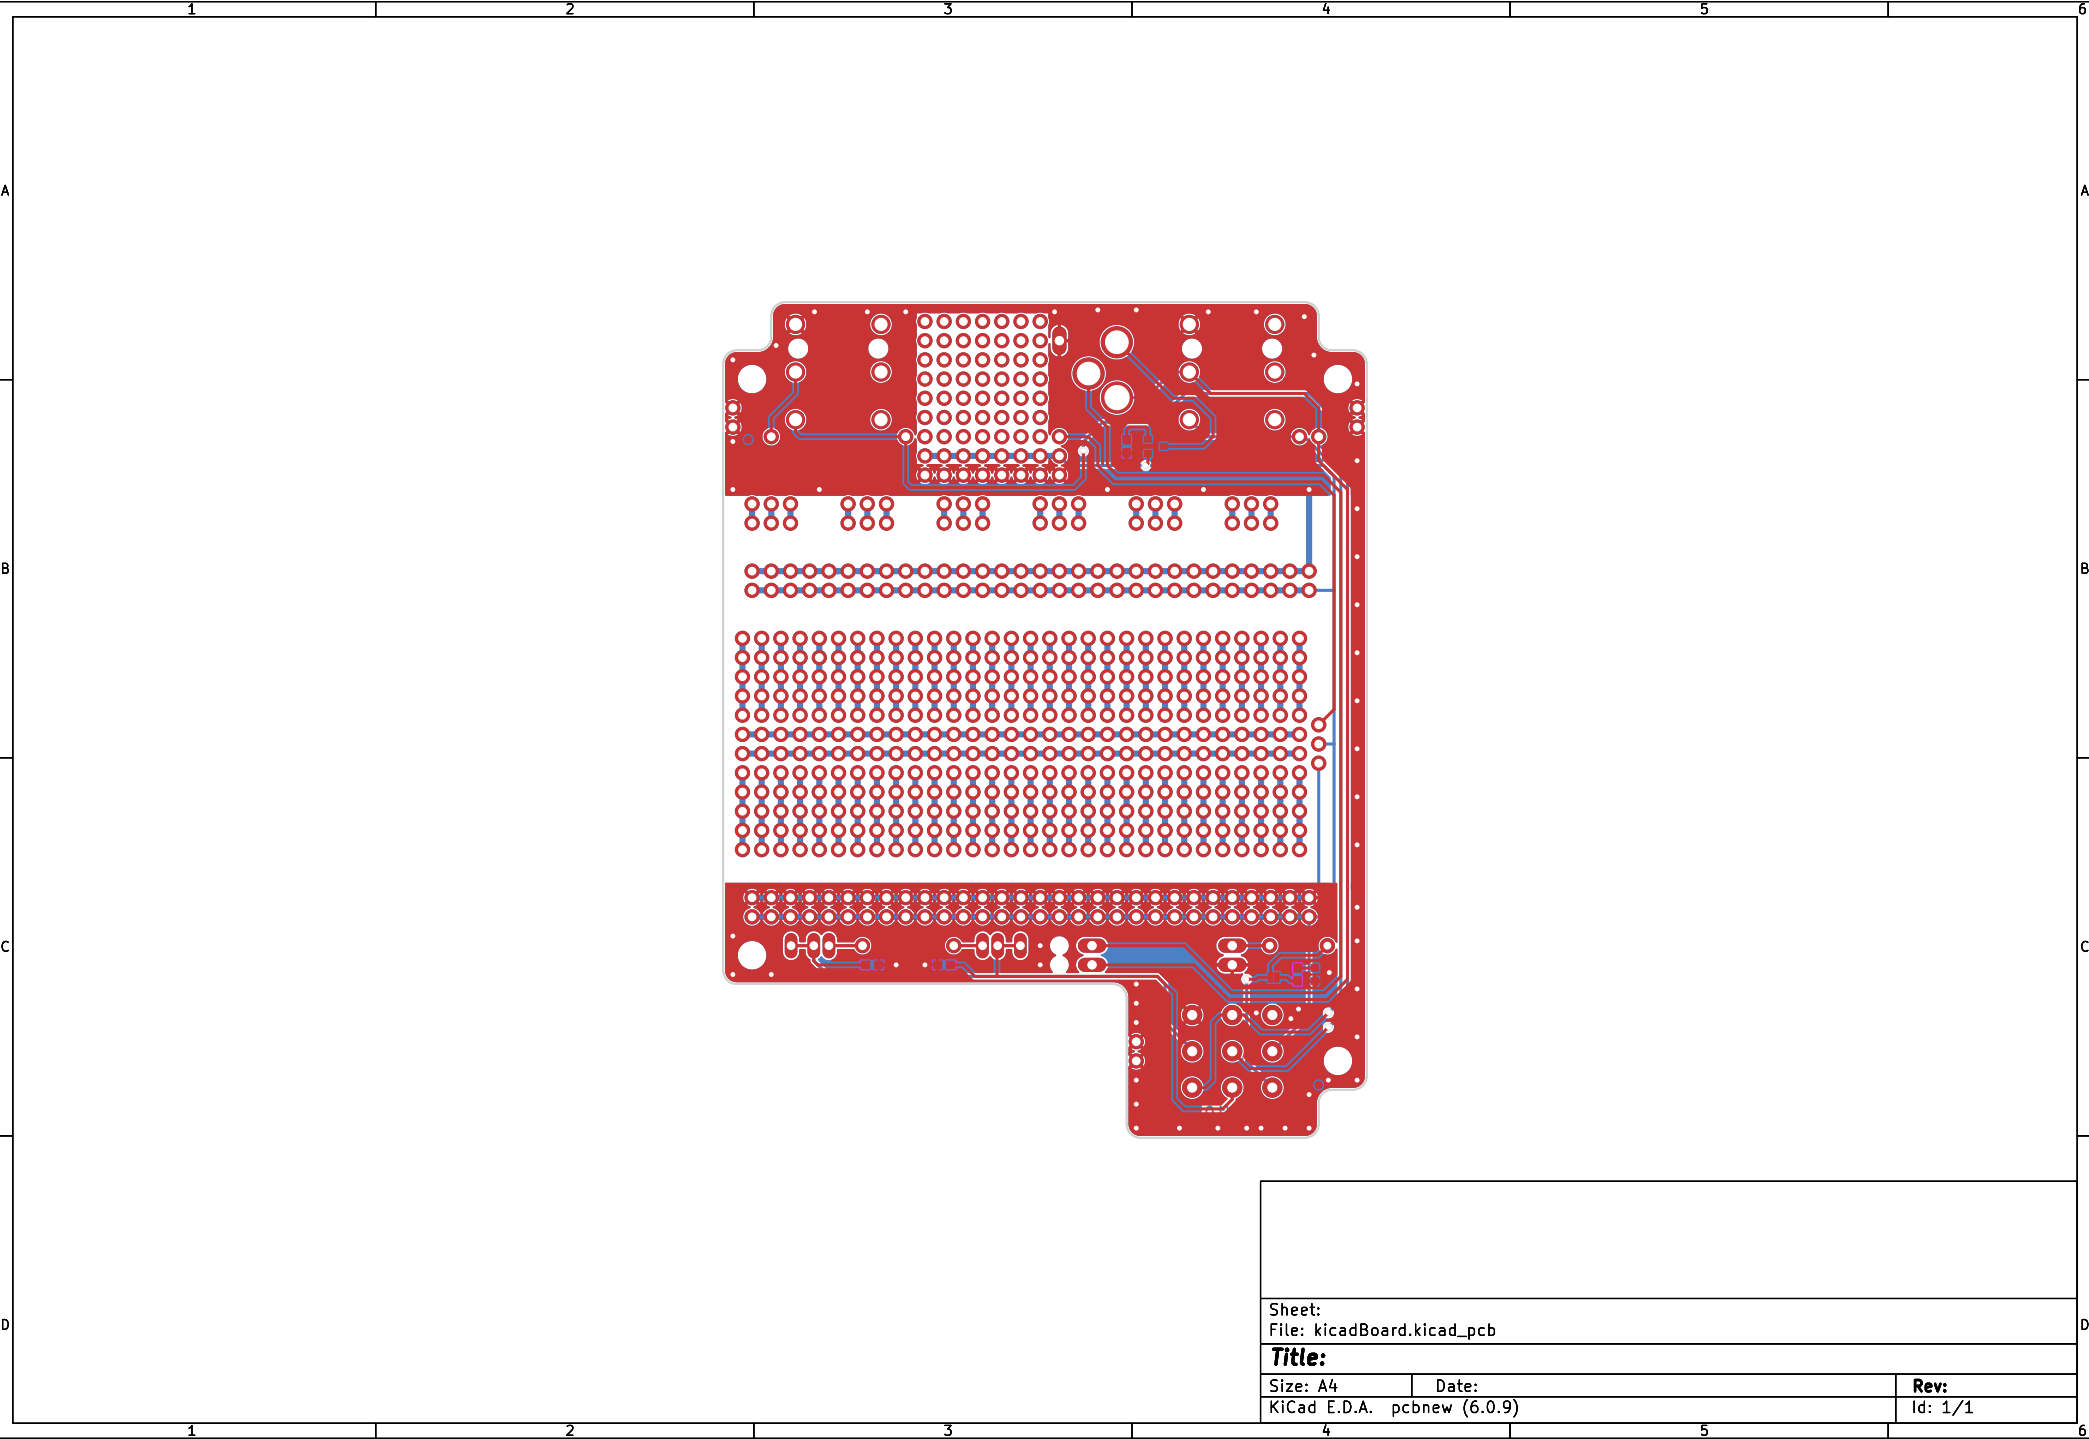 1 2 3 4 5 6
A A
B B
C C
Sheet:
File: kicadBoard.kicad_pcb
D D
Title:
Size: A4 Date: Rev:
KiCad E.D.A. pcbnew (6.0.9) Id: 1/1
1 2 3 4 5 6